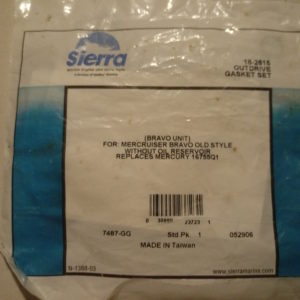 Sierra
18-2615
OUTDRIVE
GASKET SET
(BRAVO UNIT)
FOR MERCRUISER BRAVO OLD STYLE
WITHOUT OIL RESERVOIR
REPLACES MERCURY 16755Q1
7487-GG Std Pk 1 052906
MADE IN Taiwan
www.sierramarine.com